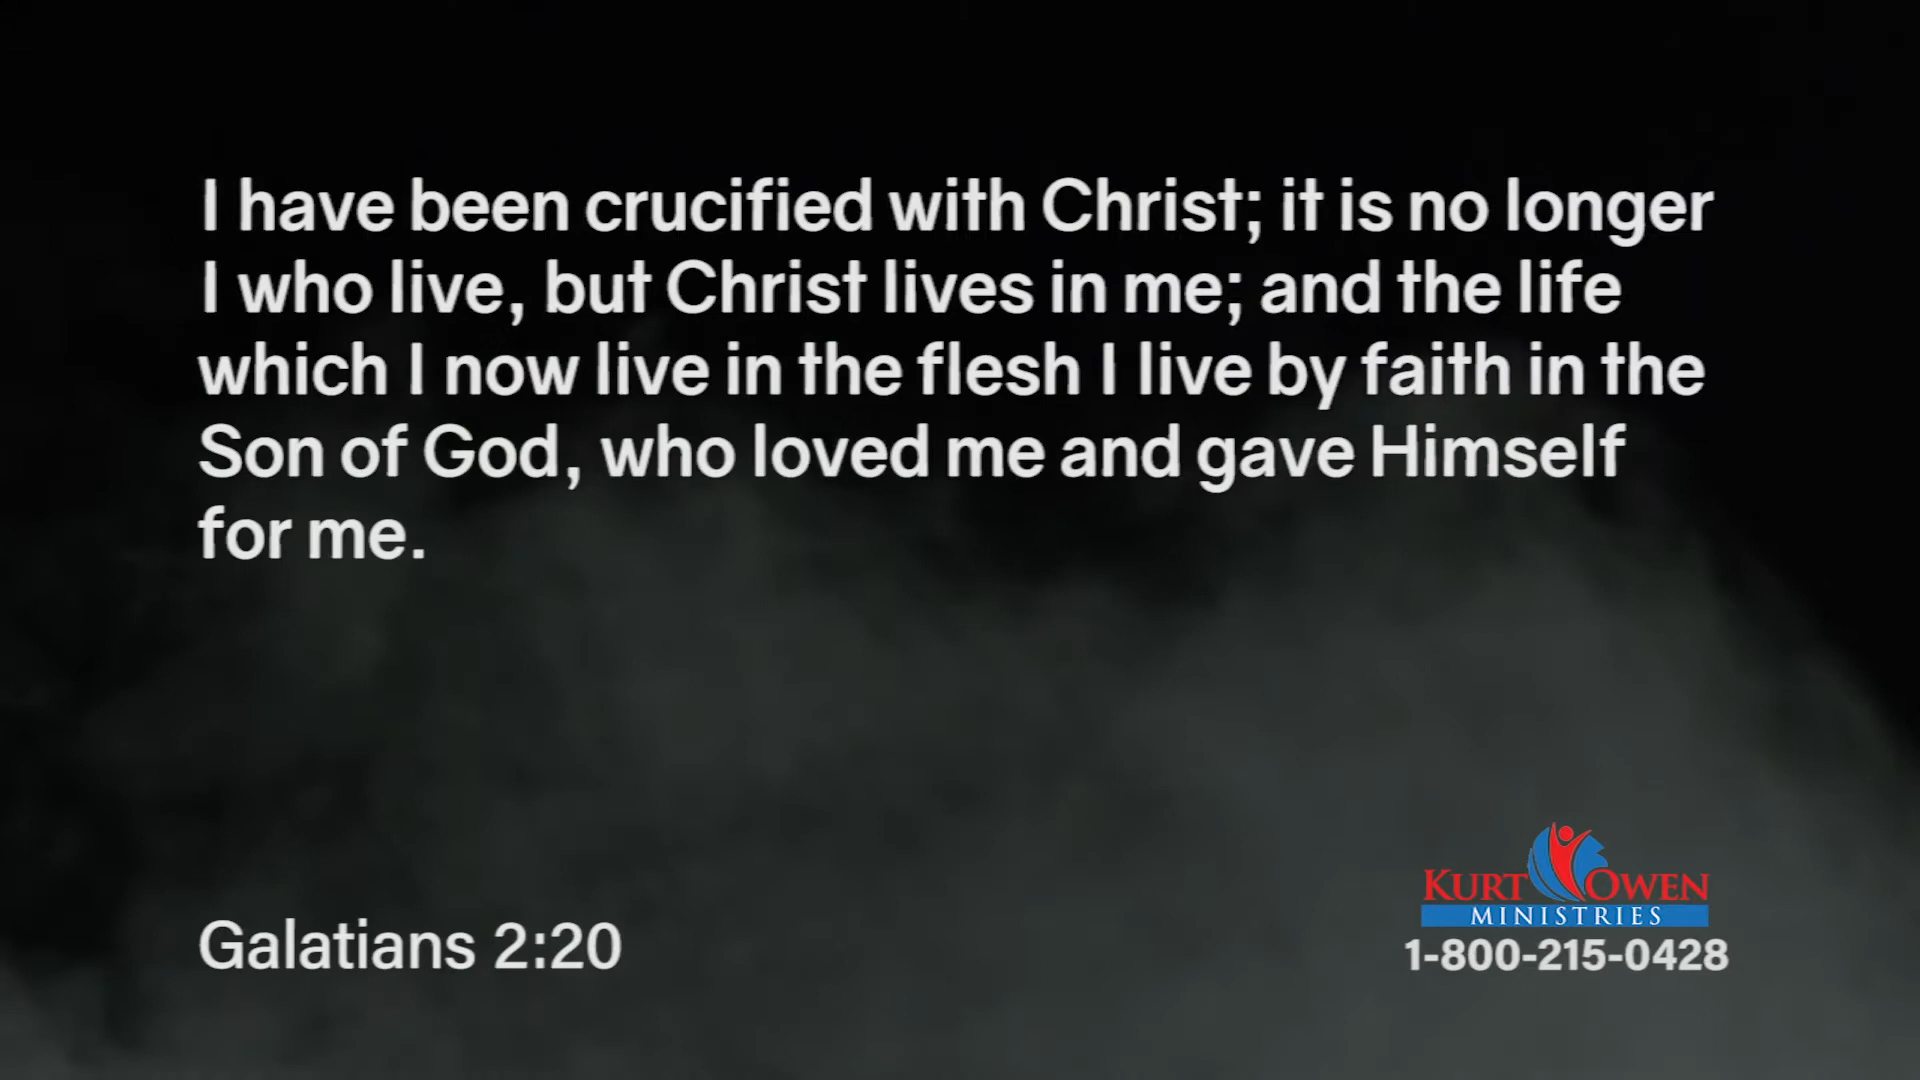 I have been crucified with Christ; it is no longer
I who live, but Christ lives in me; and the life
which I now live in the flesh I live by faith in the
Son of God, who loved me and gave Himself
for me.
Galatians 2:20
KURT OWEN
MINISTRIES
1-800-215-0428